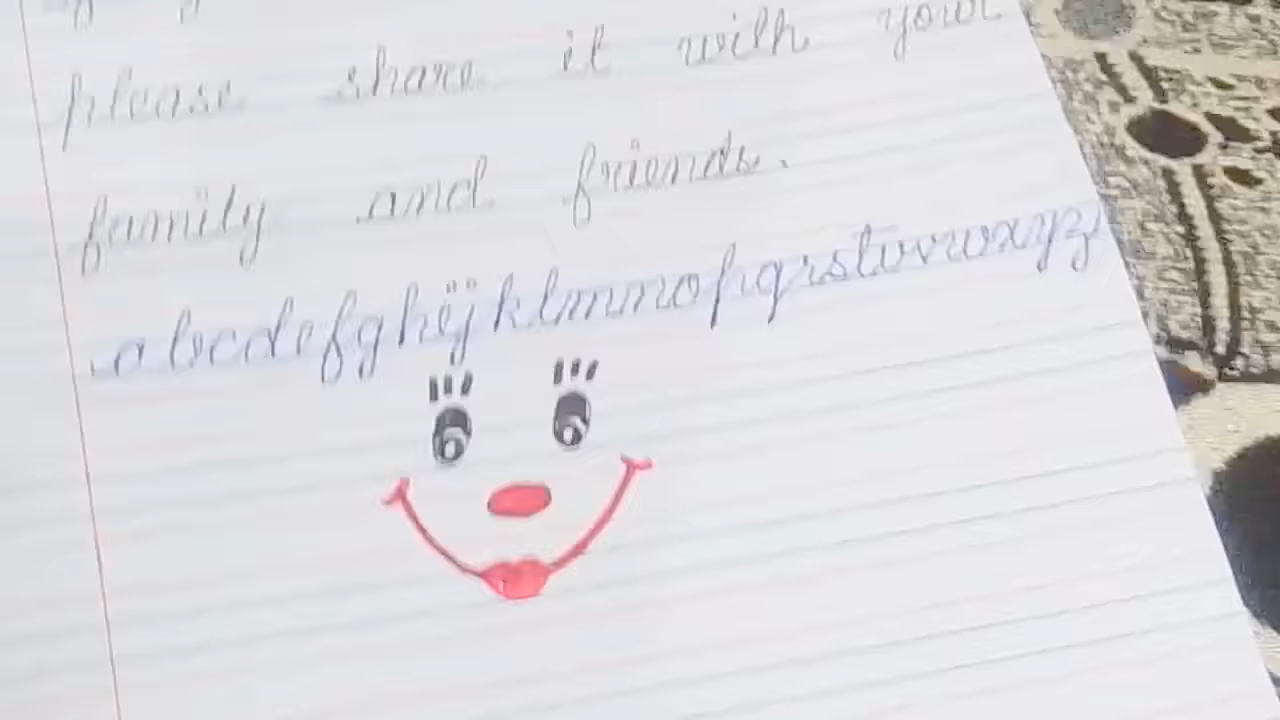 please share it with your
family and friends.
abcdefghijklmnopqrstuvwxyz